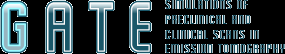 GATE
Simulations of
Preclinical and
Clinical Scans in
Emission Tomography